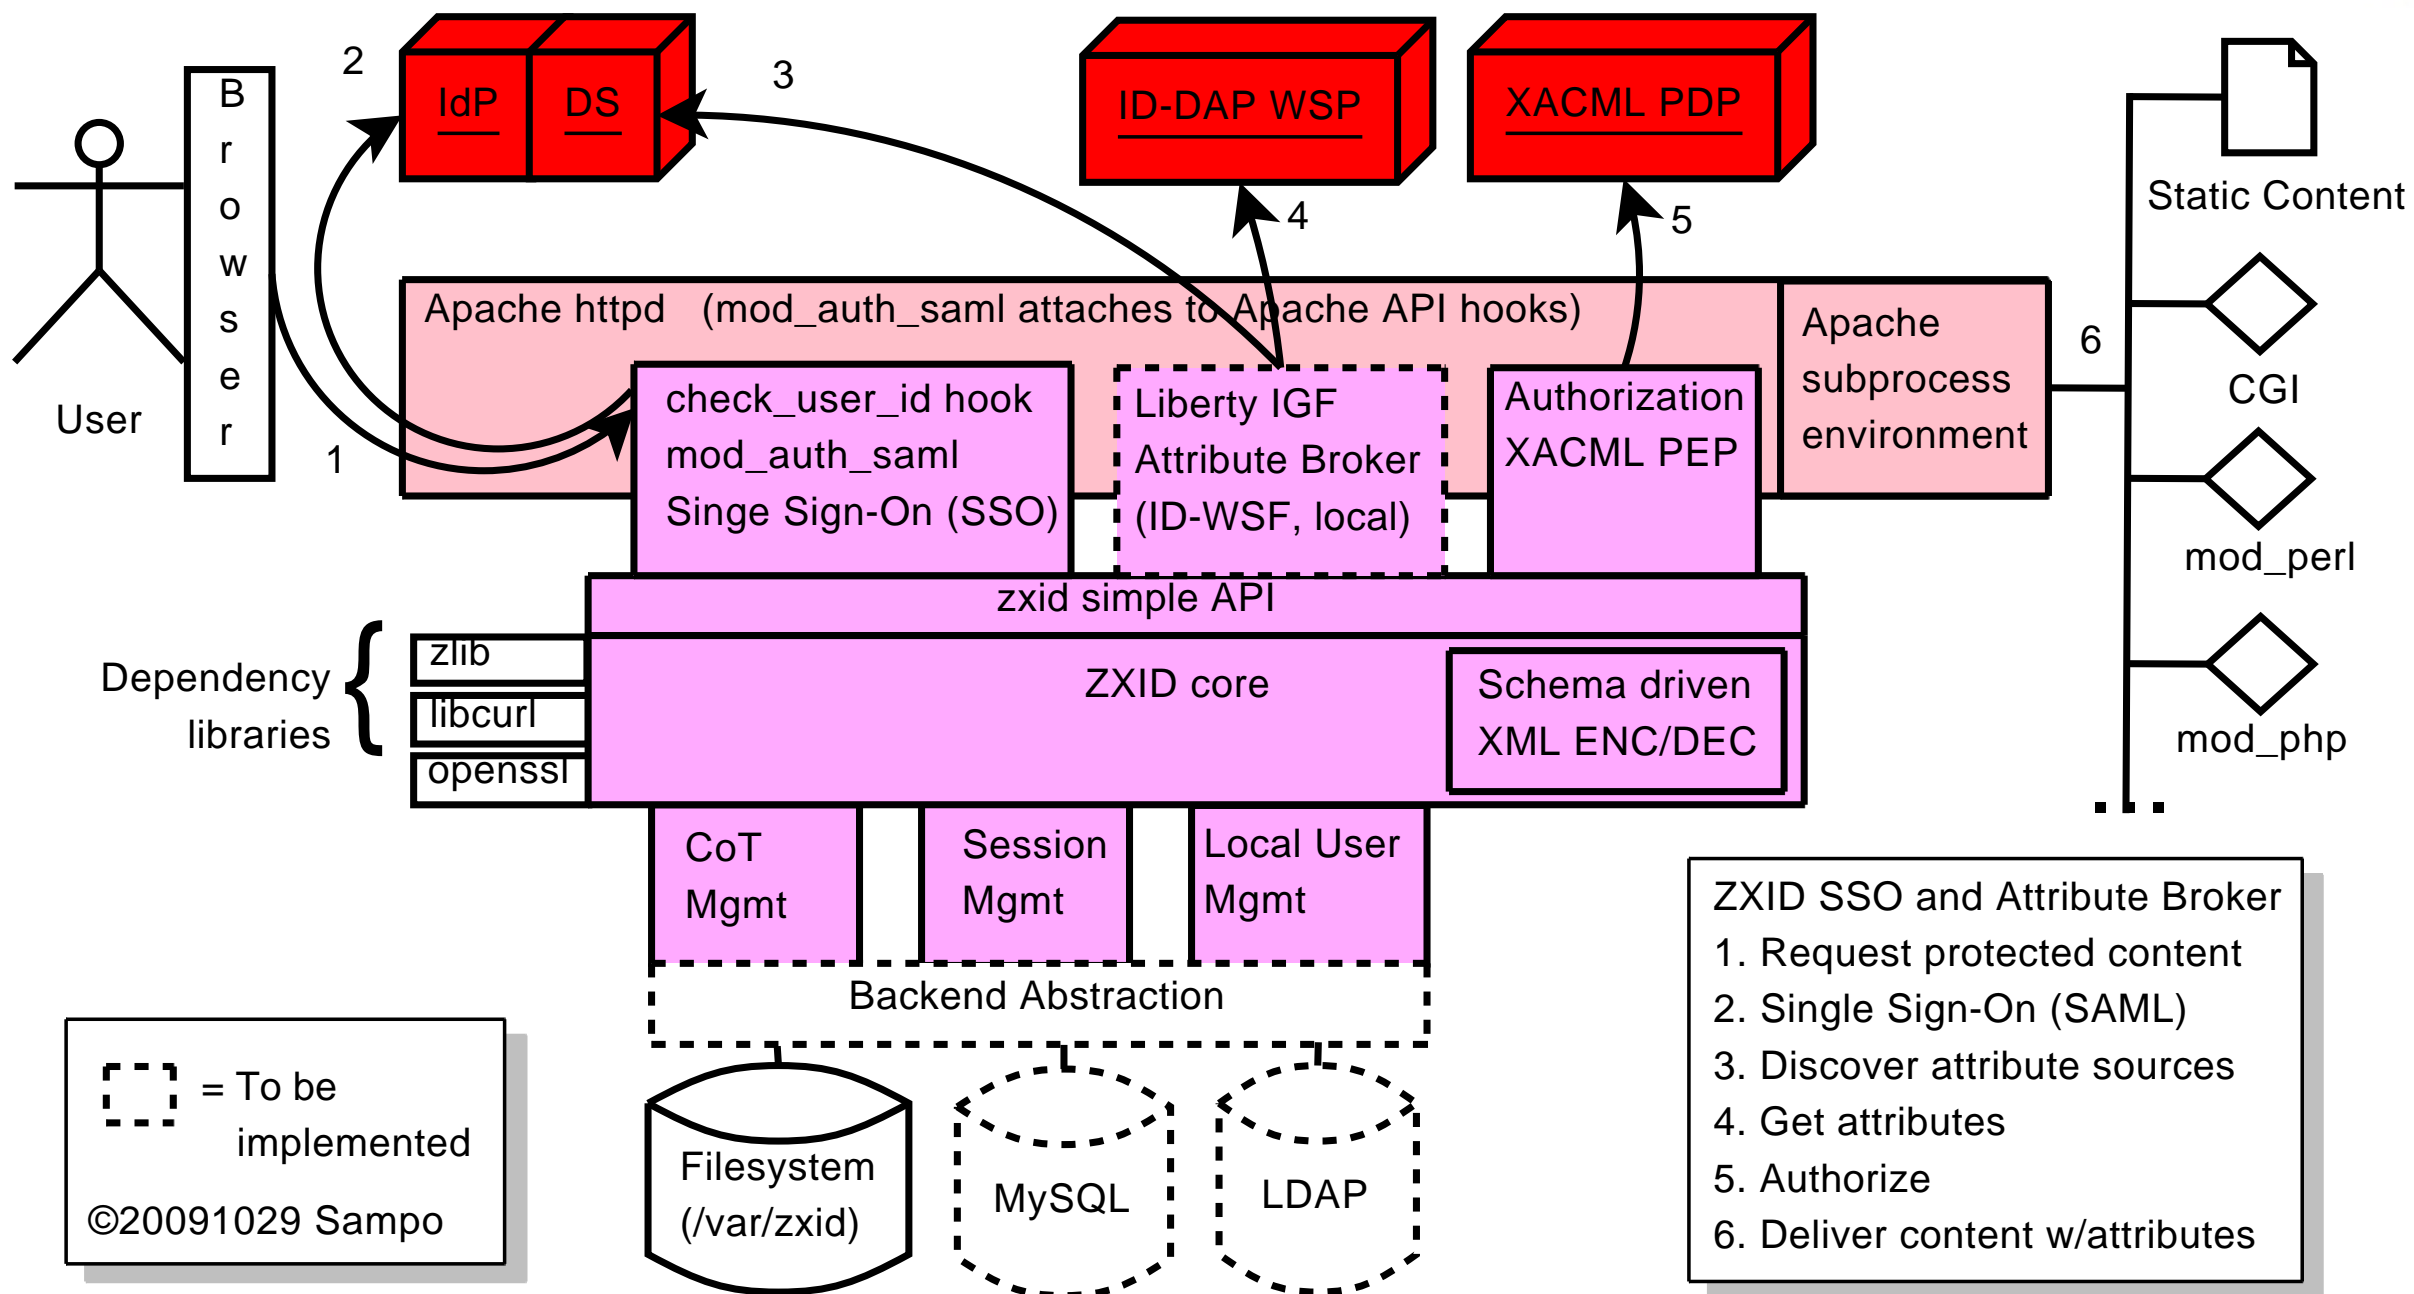 2
3
IdP
DS
ID-DAP WSP
XACML PDP
Browser
User
1
4
5
6
Static Content
CGI
mod_perl
mod_php
Apache httpd (mod_auth_saml attaches to Apache API hooks)
Apache
subprocess
environment
check_user_id hook
mod_auth_saml
Singe Sign-On (SSO)
Liberty IGF
Attribute Broker
(ID-WSF, local)
Authorization
XACML PEP
zxid simple API
Dependency
libraries
{
zlib
libcurl
openssl
ZXID core
Schema driven
XML ENC/DEC
CoT
Mgmt
Session
Mgmt
Local User
Mgmt
Backend Abstraction
Filesystem
(/var/zxid)
MySQL
LDAP
= To be
implemented
©20091029 Sampo
ZXID SSO and Attribute Broker
1. Request protected content
2. Single Sign-On (SAML)
3. Discover attribute sources
4. Get attributes
5. Authorize
6. Deliver content w/attributes